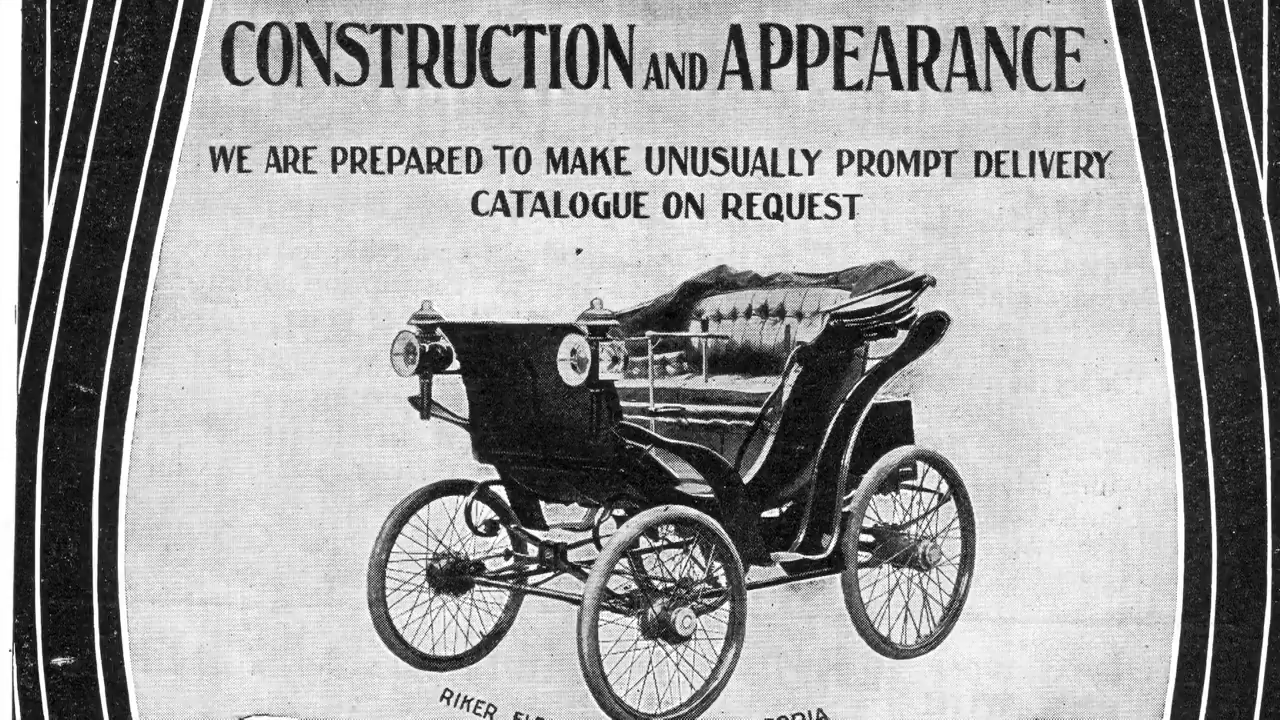 CONSTRUCTION AND APPEARANCE
WE ARE PREPARED TO MAKE UNUSUALLY PROMPT DELIVERY
CATALOGUE ON REQUEST
RIKER